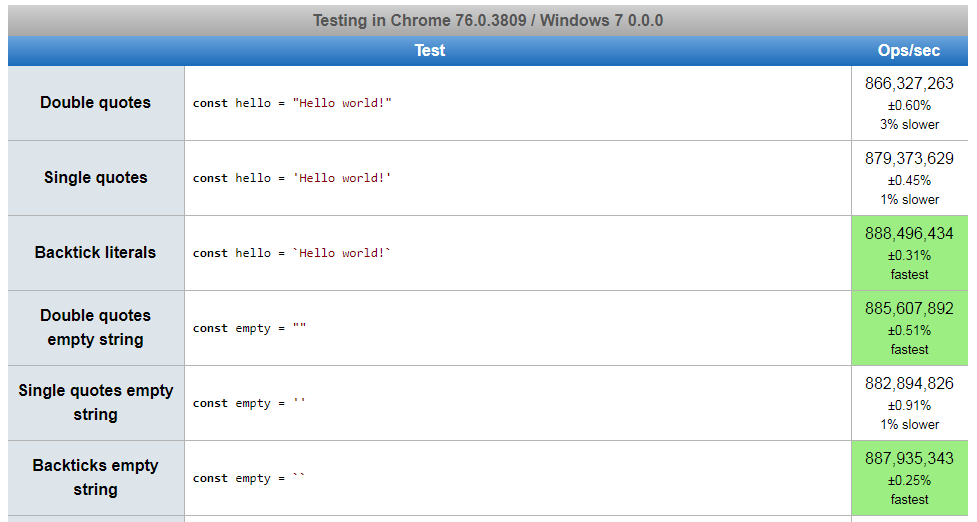 Testing in Chrome 76.0.3809 / Windows 7 0.0.0
Test Ops/sec
Double quotes
const hello = "Hello world!"
866,327,263
±0.60%
3% slower
Single quotes
const hello = 'Hello world!'
879,373,629
±0.45%
1% slower
Backtick literals
const hello = `Hello world!`
888,496,434
±0.31%
fastest
Double quotes
empty string
const empty = ""
885,607,892
±0.51%
fastest
Single quotes empty
string
const empty = ''
882,894,826
±0.91%
1% slower
Backticks empty
string
const empty = ``
887,935,343
±0.25%
fastest